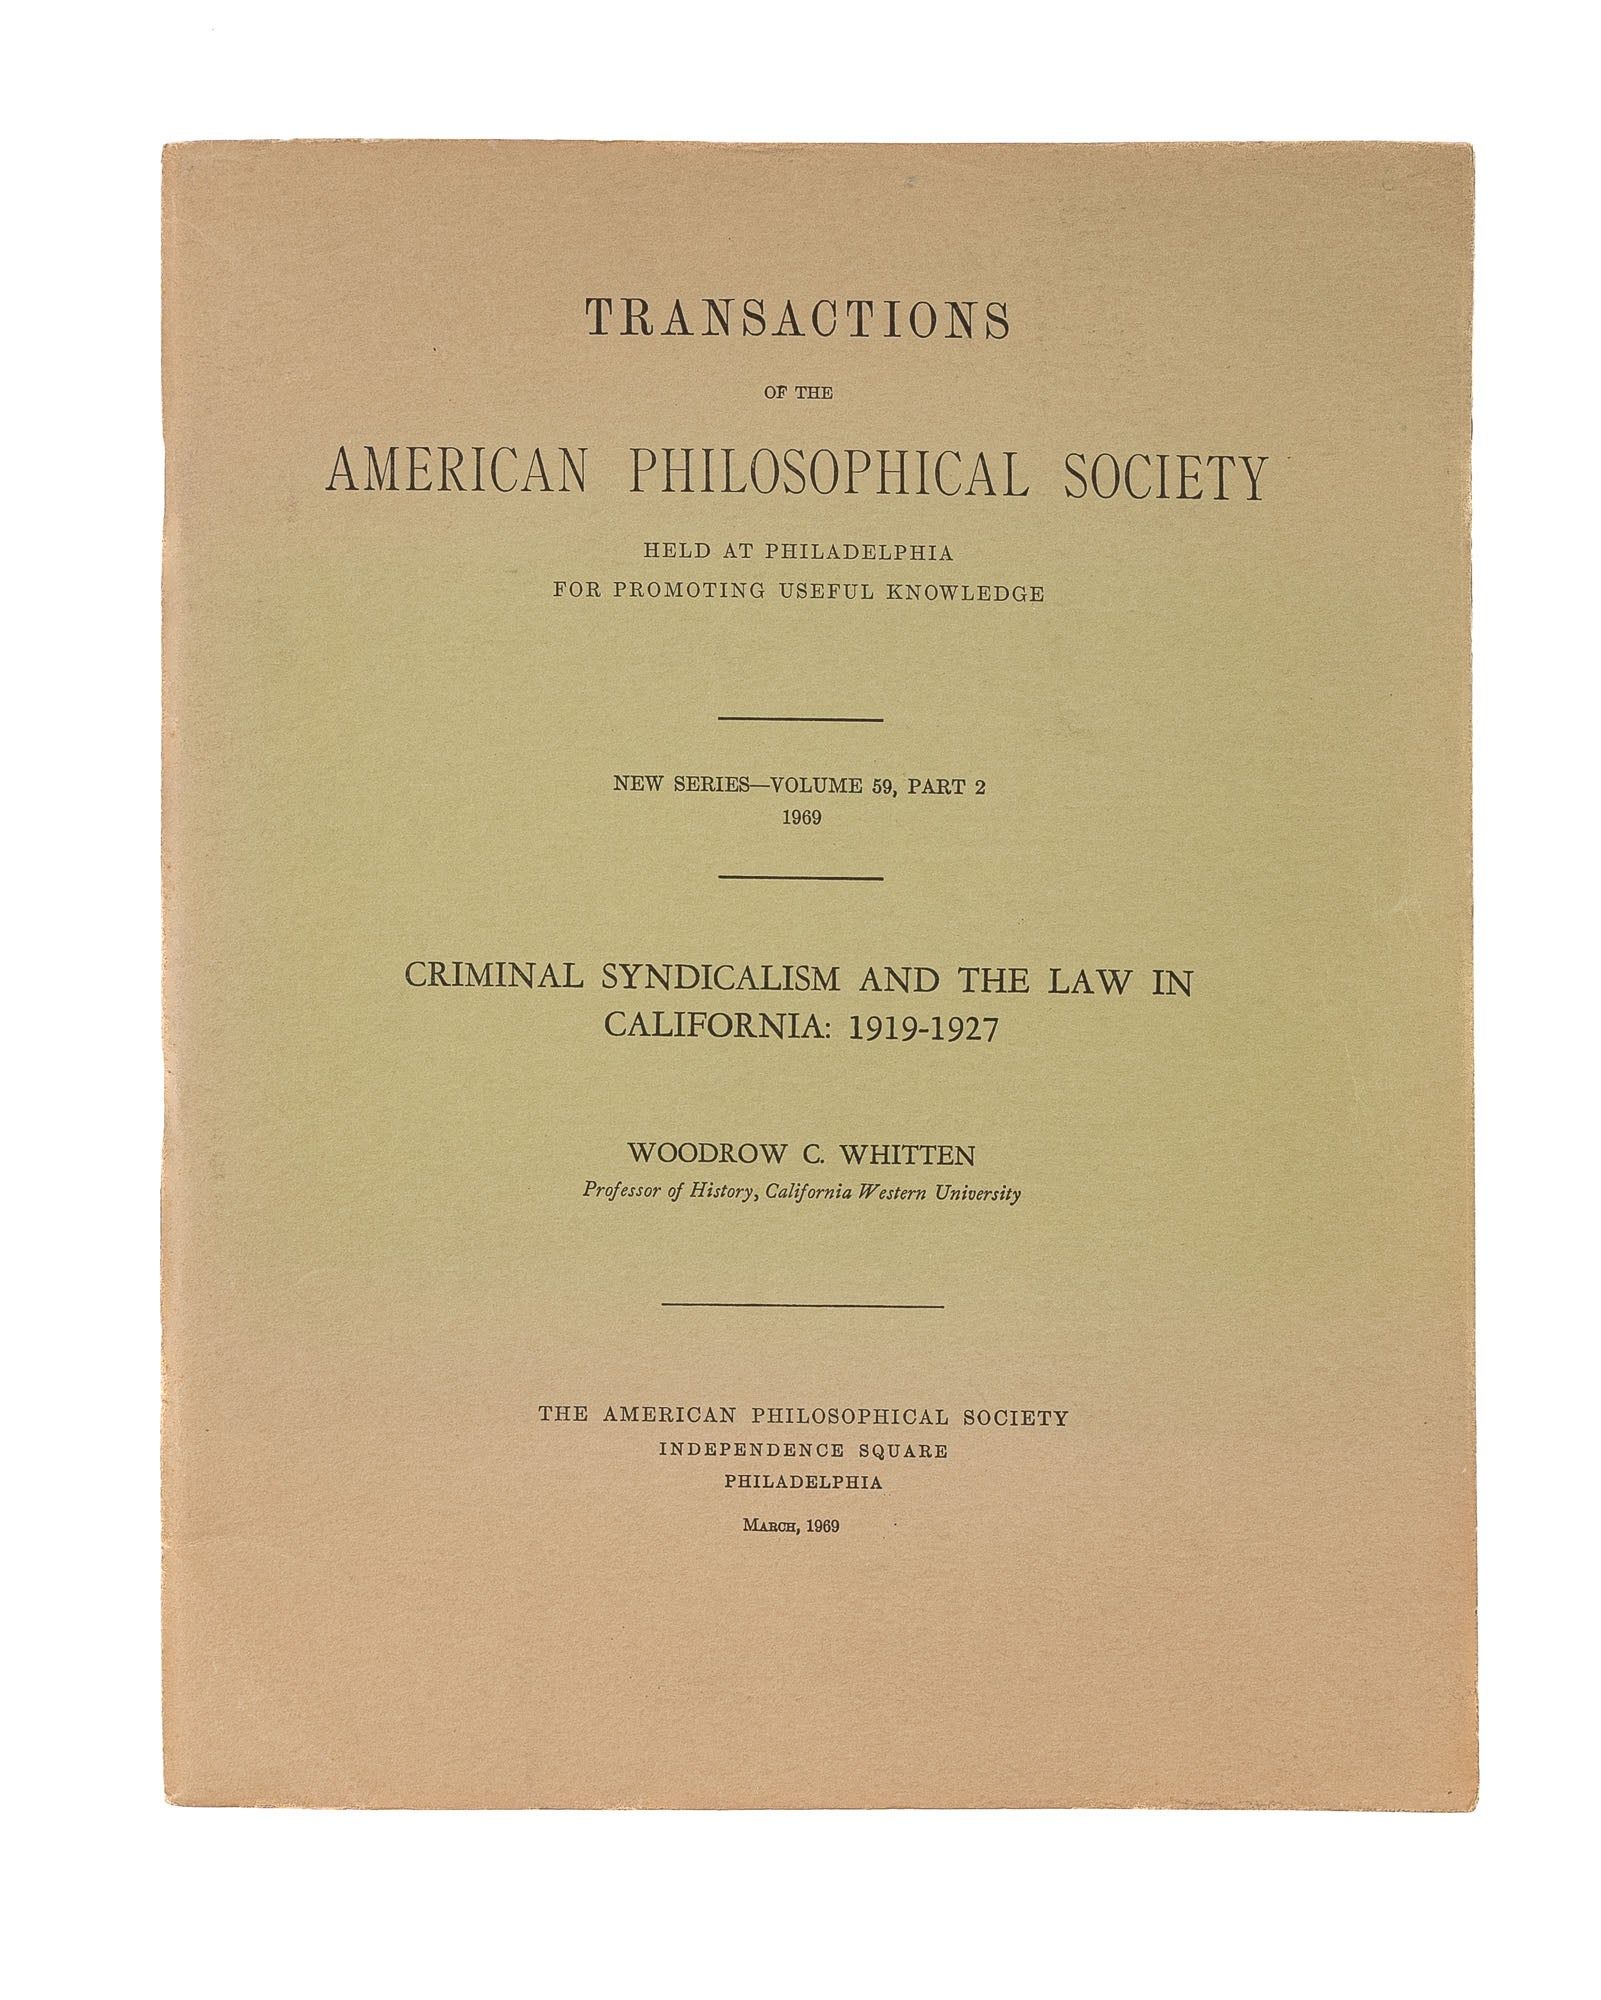 TRANSACTIONS
OF THE
AMERICAN PHILOSOPHICAL SOCIETY
HELD AT PHILADELPHIA
FOR PROMOTING USEFUL KNOWLEDGE
NEW SERIES—VOLUME 59, PART 2
1969
CRIMINAL SYNDICALISM AND THE LAW IN
CALIFORNIA: 1919-1927
WOODROW C. WHITTEN
Professor of History, California Western University
THE AMERICAN PHILOSOPHICAL SOCIETY
INDEPENDENCE SQUARE
PHILADELPHIA
MARCH, 1969